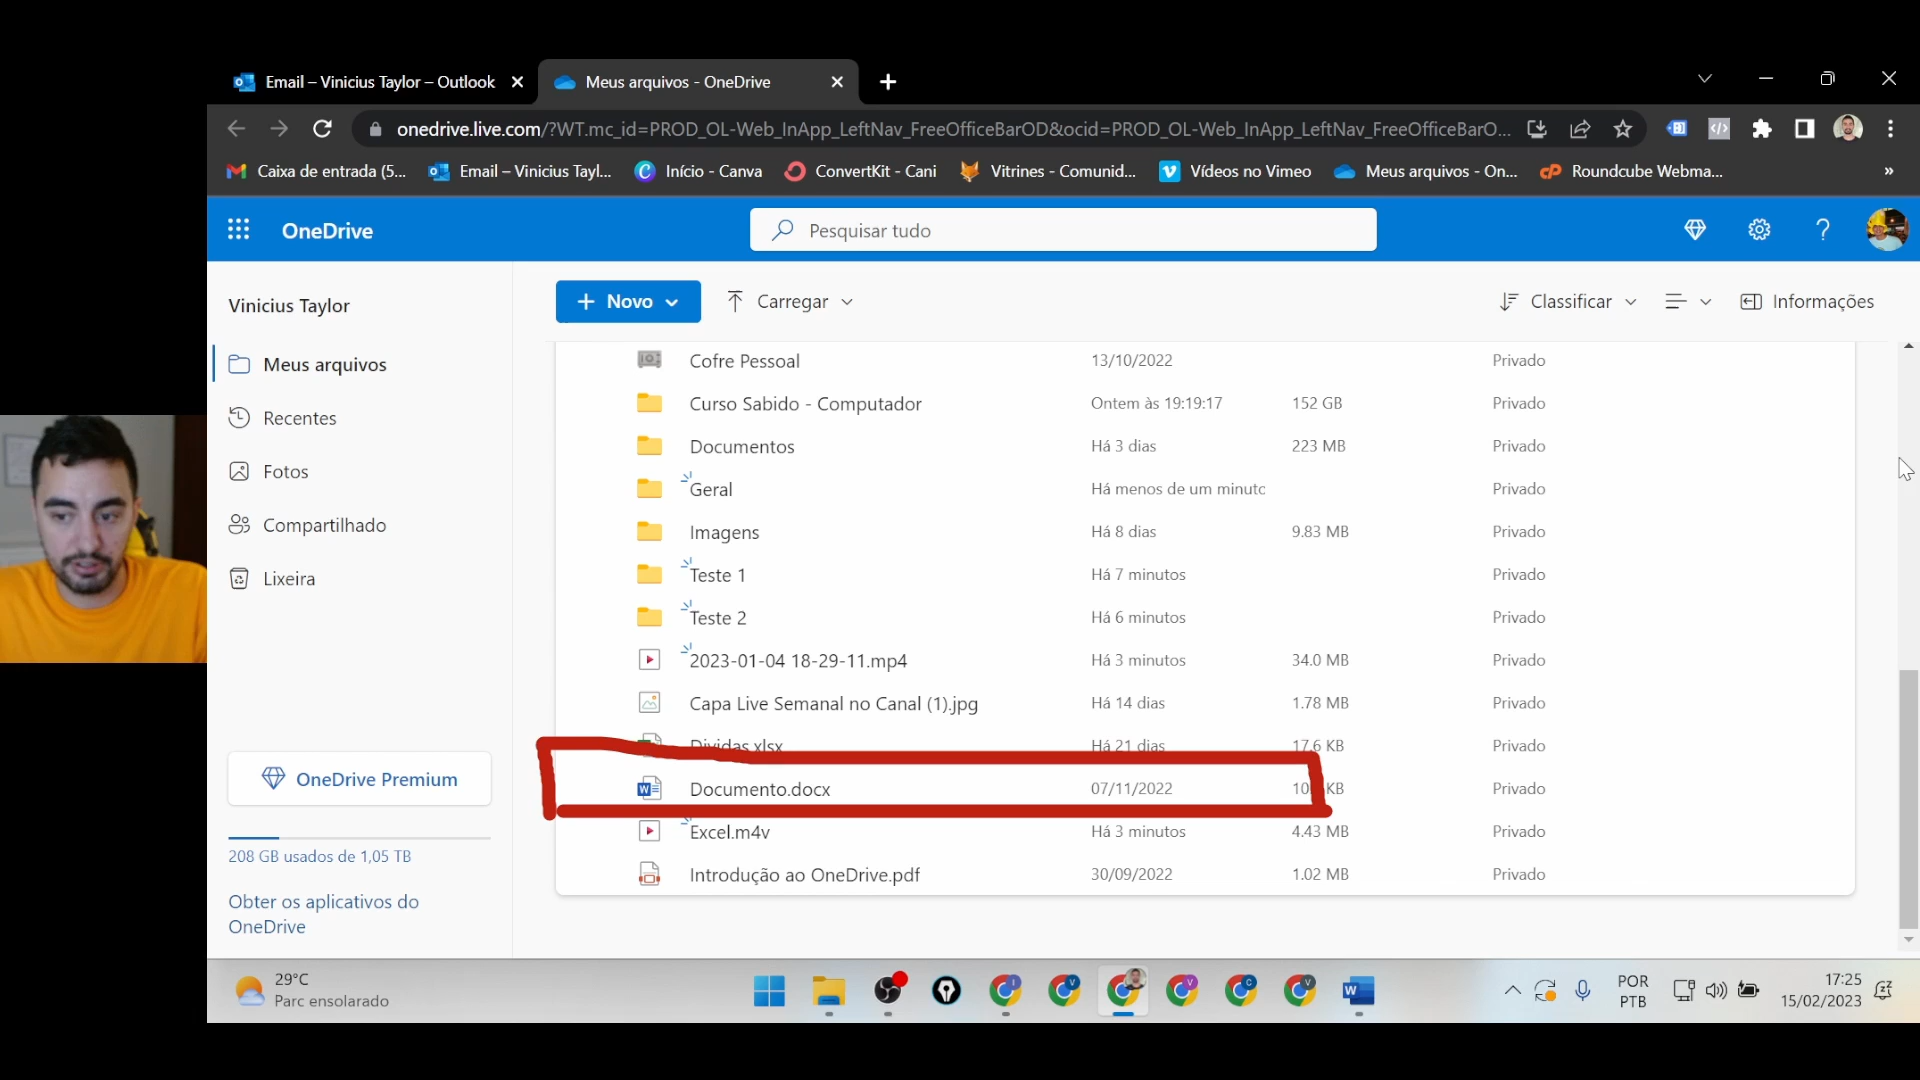 Email – Vinicius Taylor – Outlook
Meus arquivos - OneDrive
onedrive.live.com/?WT.mc_id=PROD_OL-Web_InApp_LeftNav_FreeOfficeBarOD&ocid=PROD_OL-Web_InApp_LeftNav_FreeOfficeBarO...
Caixa de entrada (5... Email – Vinicius Tayl... Início - Canva ConvertKit - Cani Vitrines - Comunid... Vídeos no Vimeo Meus arquivos - On... Roundcube Webma... »
OneDrive
Pesquisar tudo
Vinicius Taylor
+ Novo Carregar Classificar Informações
Meus arquivos
Recentes
Fotos
Compartilhado
Lixeira
OneDrive Premium
208 GB usados de 1,05 TB
Obter os aplicativos do
OneDrive
Cofre Pessoal 13/10/2022 Privado
Curso Sabido - Computador Ontem às 19:19:17 152 GB Privado
Documentos Há 3 dias 223 MB Privado
Geral Há menos de um minuto Privado
Imagens Há 8 dias 9.83 MB Privado
Teste 1 Há 7 minutos Privado
Teste 2 Há 6 minutos Privado
2023-01-04 18-29-11.mp4 Há 3 minutos 34.0 MB Privado
Capa Live Semanal no Canal (1).jpg Há 14 dias 1.78 MB Privado
Dividas.xlsx Há 21 dias 17.6 KB Privado
Documento.docx 07/11/2022 KB Privado
Excel.m4v Há 3 minutos 4.43 MB Privado
Introdução ao OneDrive.pdf 30/09/2022 1.02 MB Privado
29°C
Parc ensolarado
POR
PTB
17:25
15/02/2023